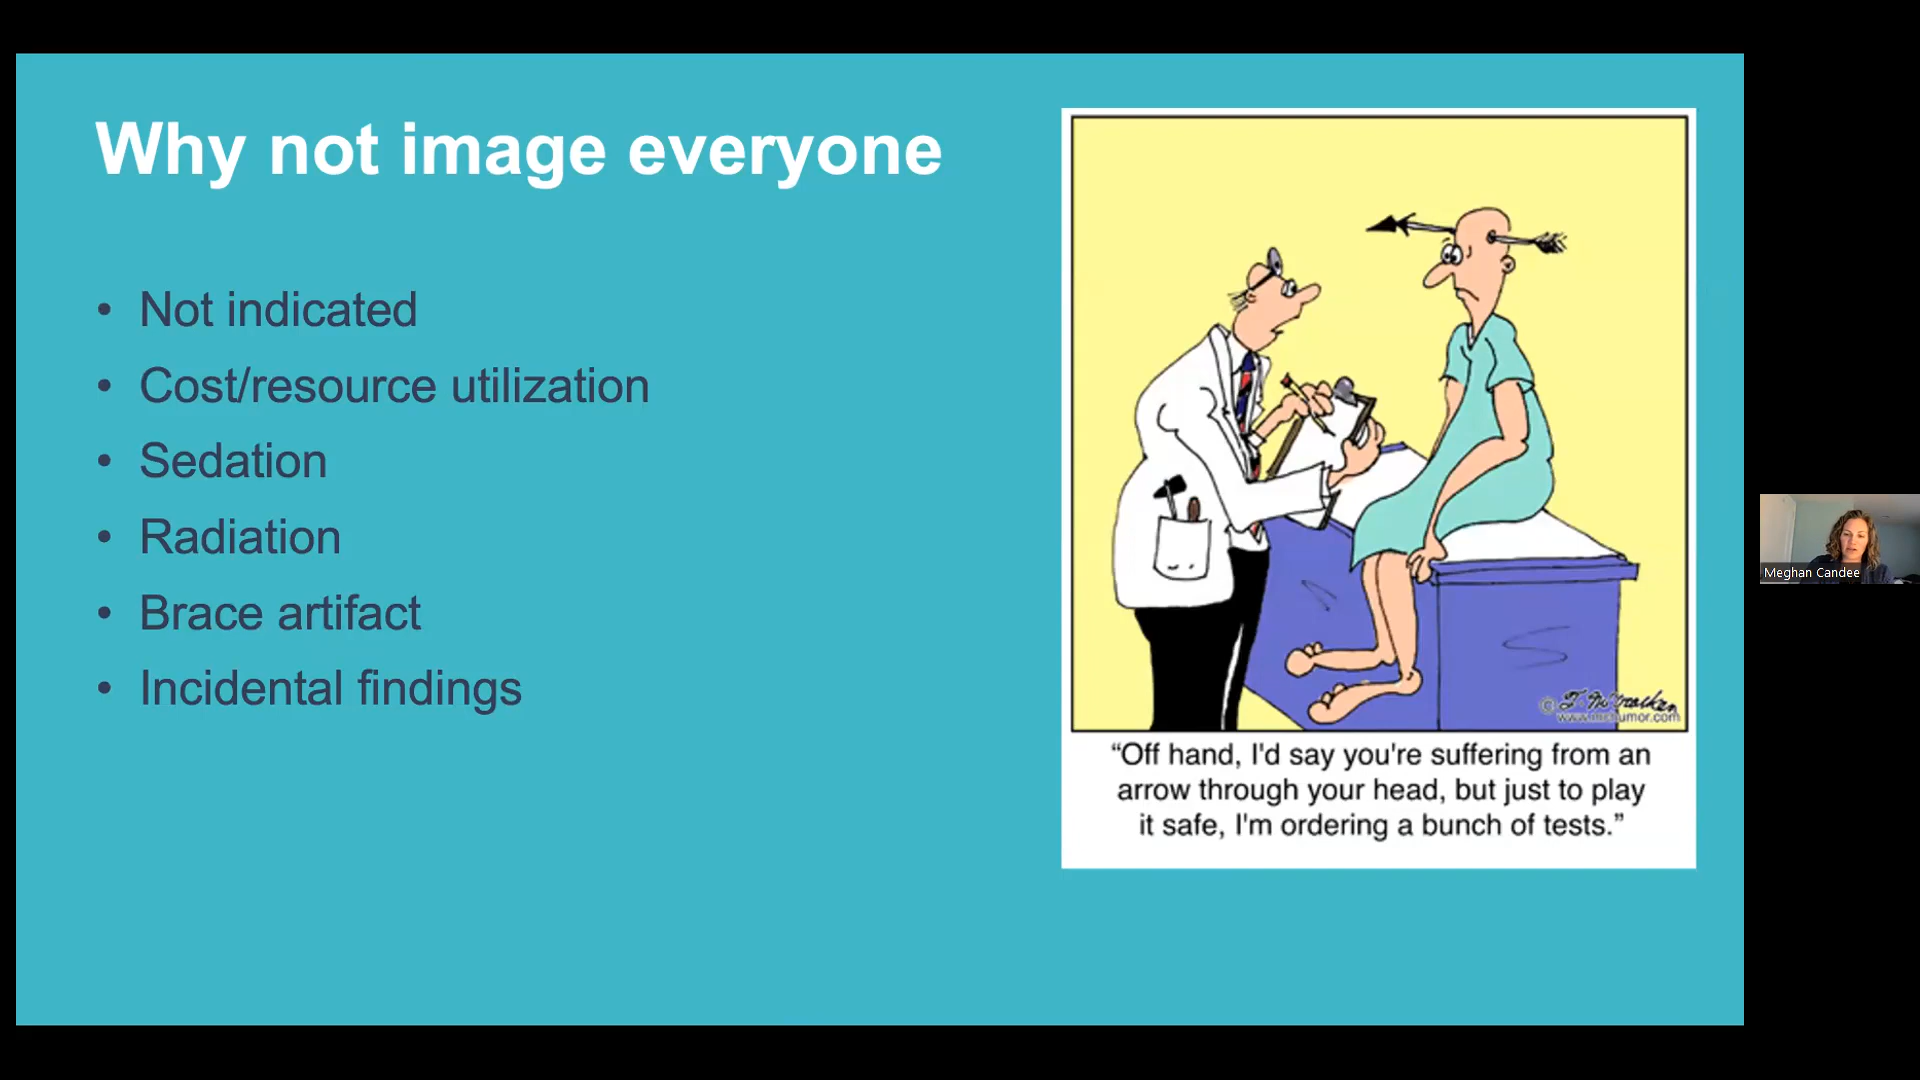 Why not image everyone
• Not indicated
• Cost/resource utilization
• Sedation
• Radiation
• Brace artifact
• Incidental findings
“Off hand, I'd say you're suffering from an
arrow through your head, but just to play
it safe, I'm ordering a bunch of tests.”
Meghan Candee